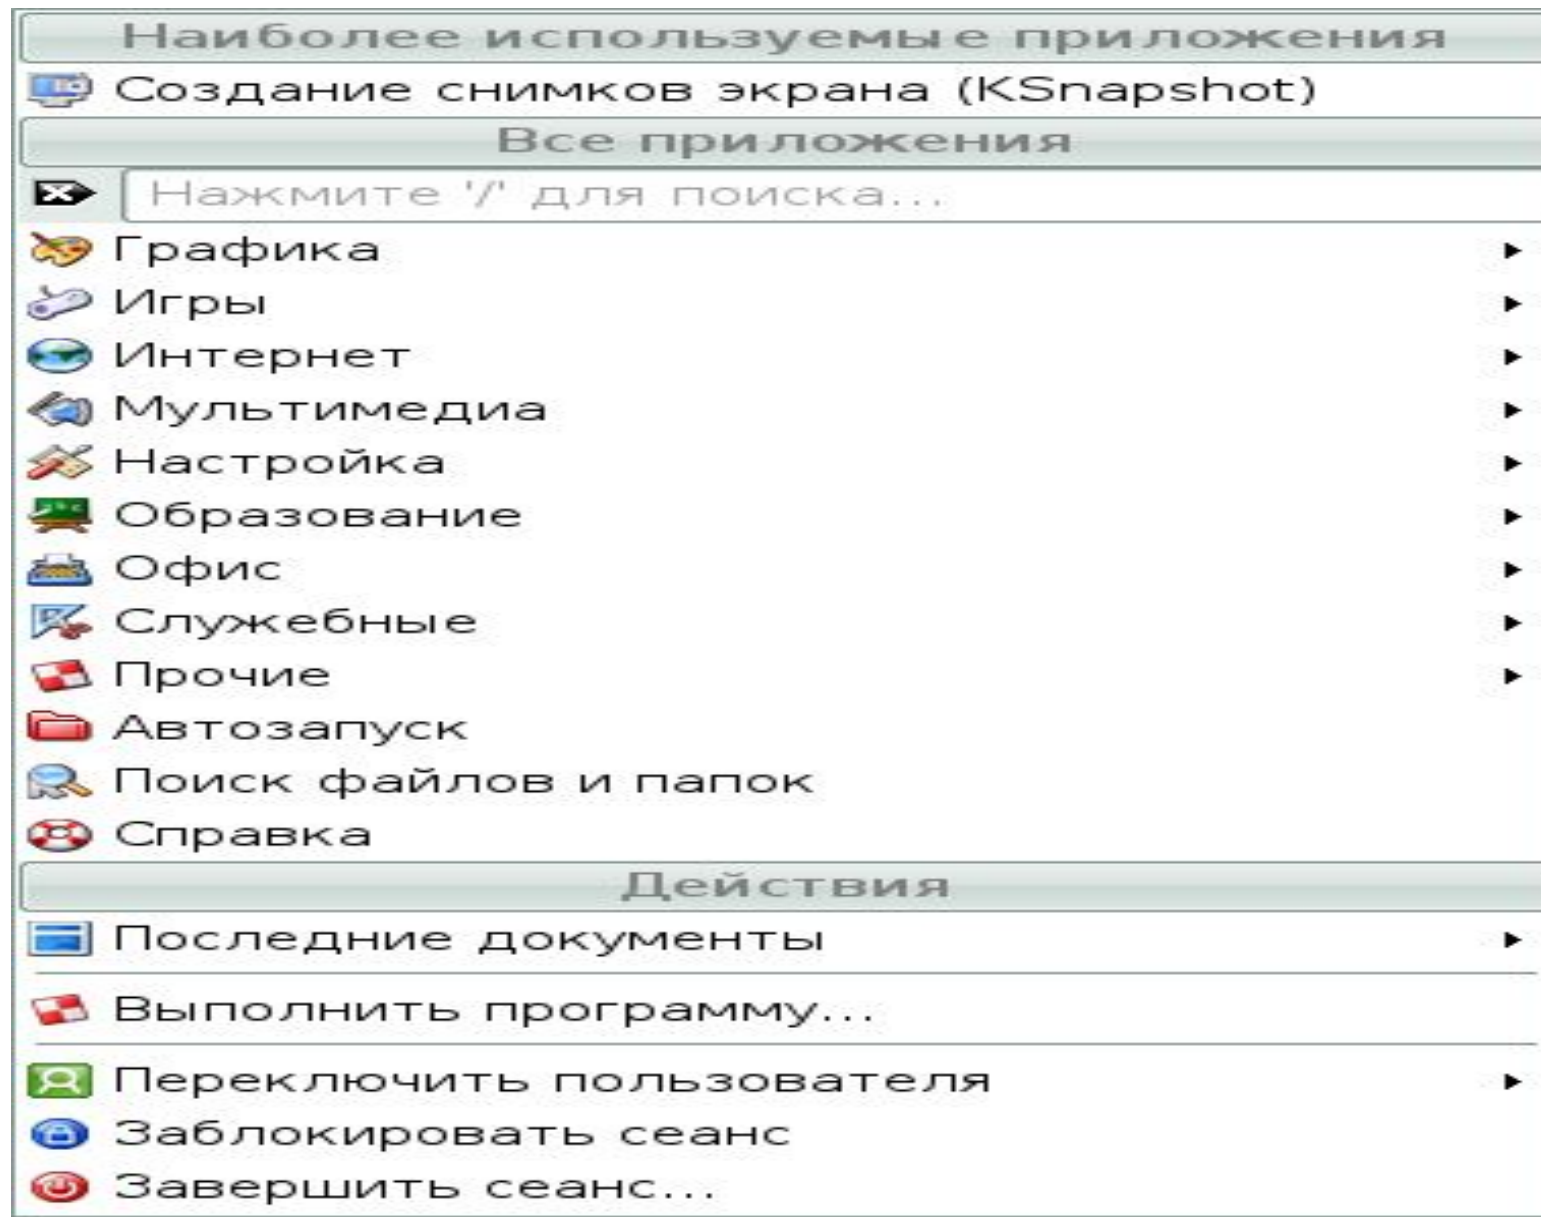 Наиболее используемые приложения
Создание снимков экрана (KSnapshot)
Все приложения
Нажмите '/' для поиска...
Графика
Игры
Интернет
Мультимедиа
Настройка
Образование
Офис
Служебные
Прочие
Автозапуск
Поиск файлов и папок
Справка
Действия
Последние документы
Выполнить программу...
Переключить пользователя
Заблокировать сеанс
Завершить сеанс...